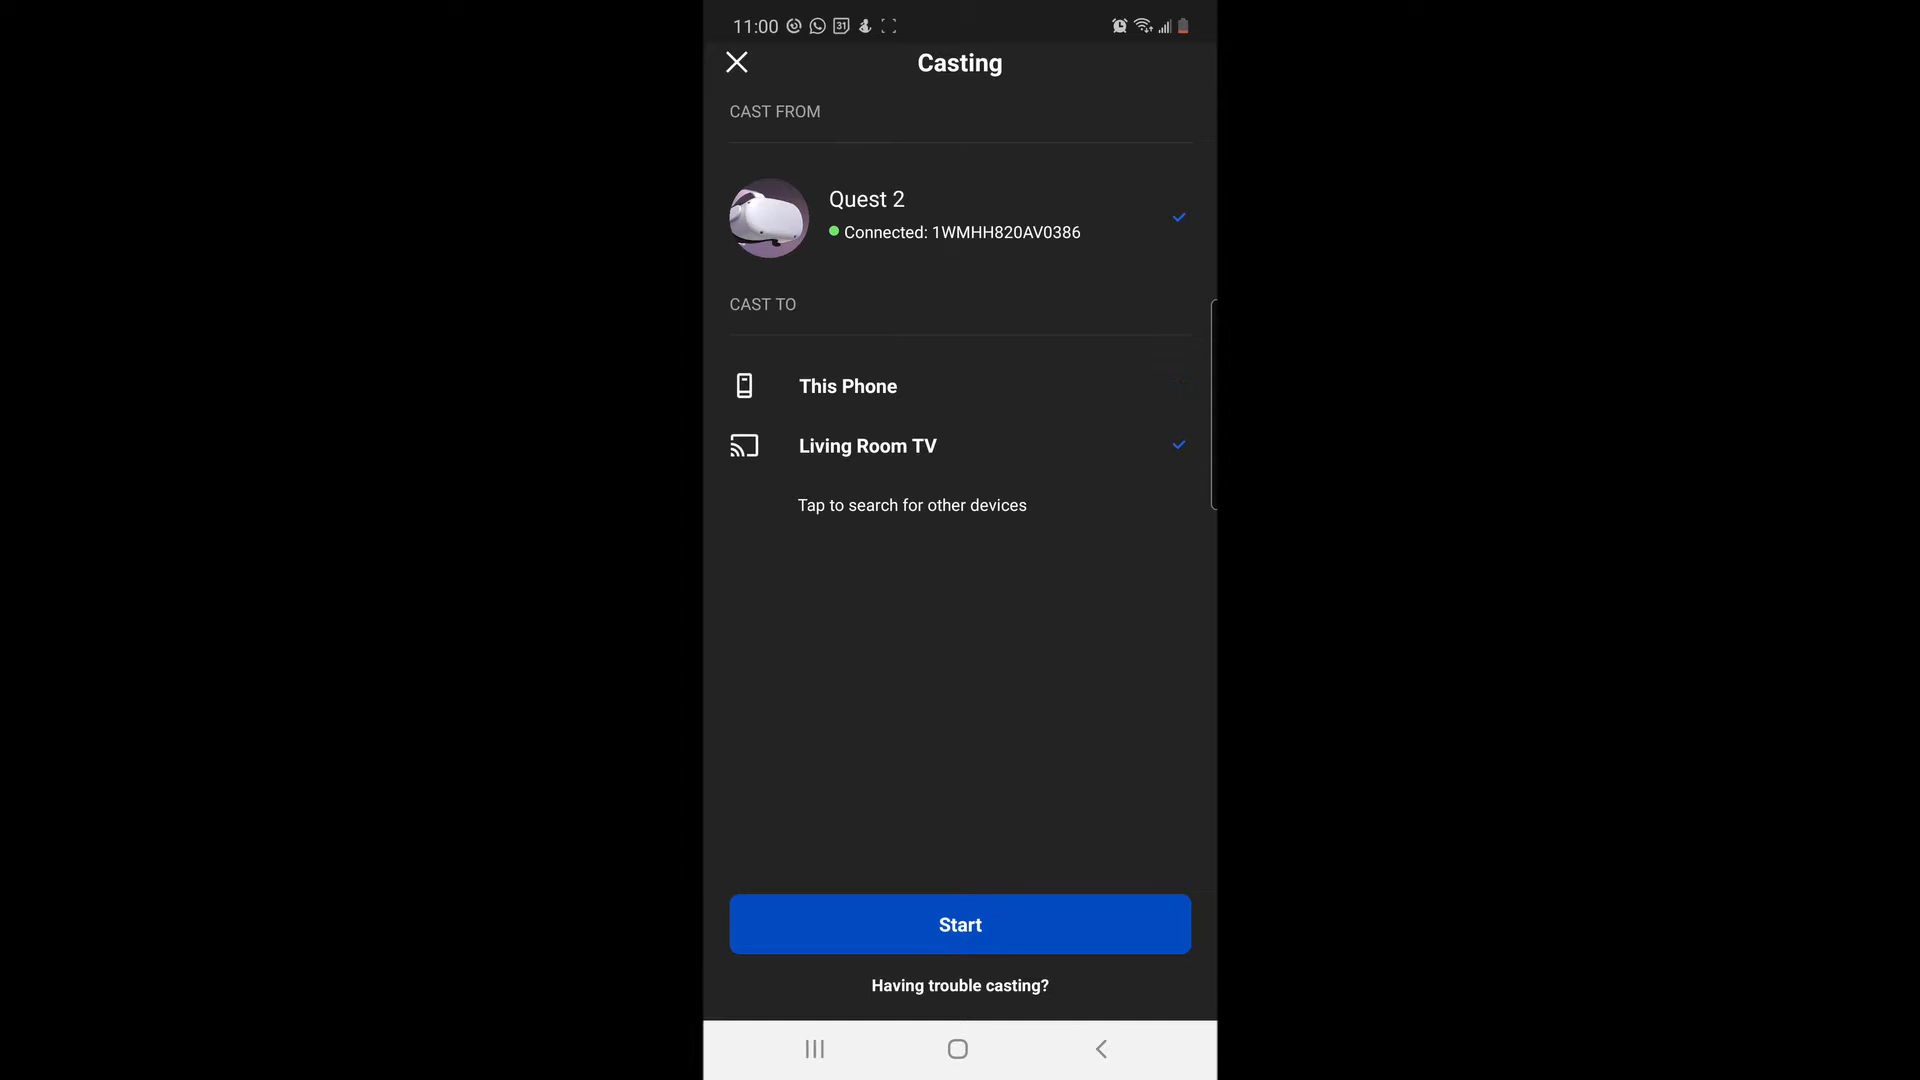 11:00
31
Casting
CAST FROM
Quest 2
Connected: 1WMHH820AV0386
CAST TO
This Phone
Living Room TV
Tap to search for other devices
Start
Having trouble casting?